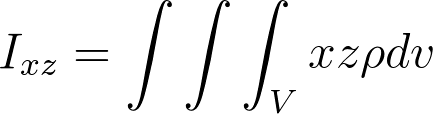 I_{xz} = \int \int \int_V xz\rho dv